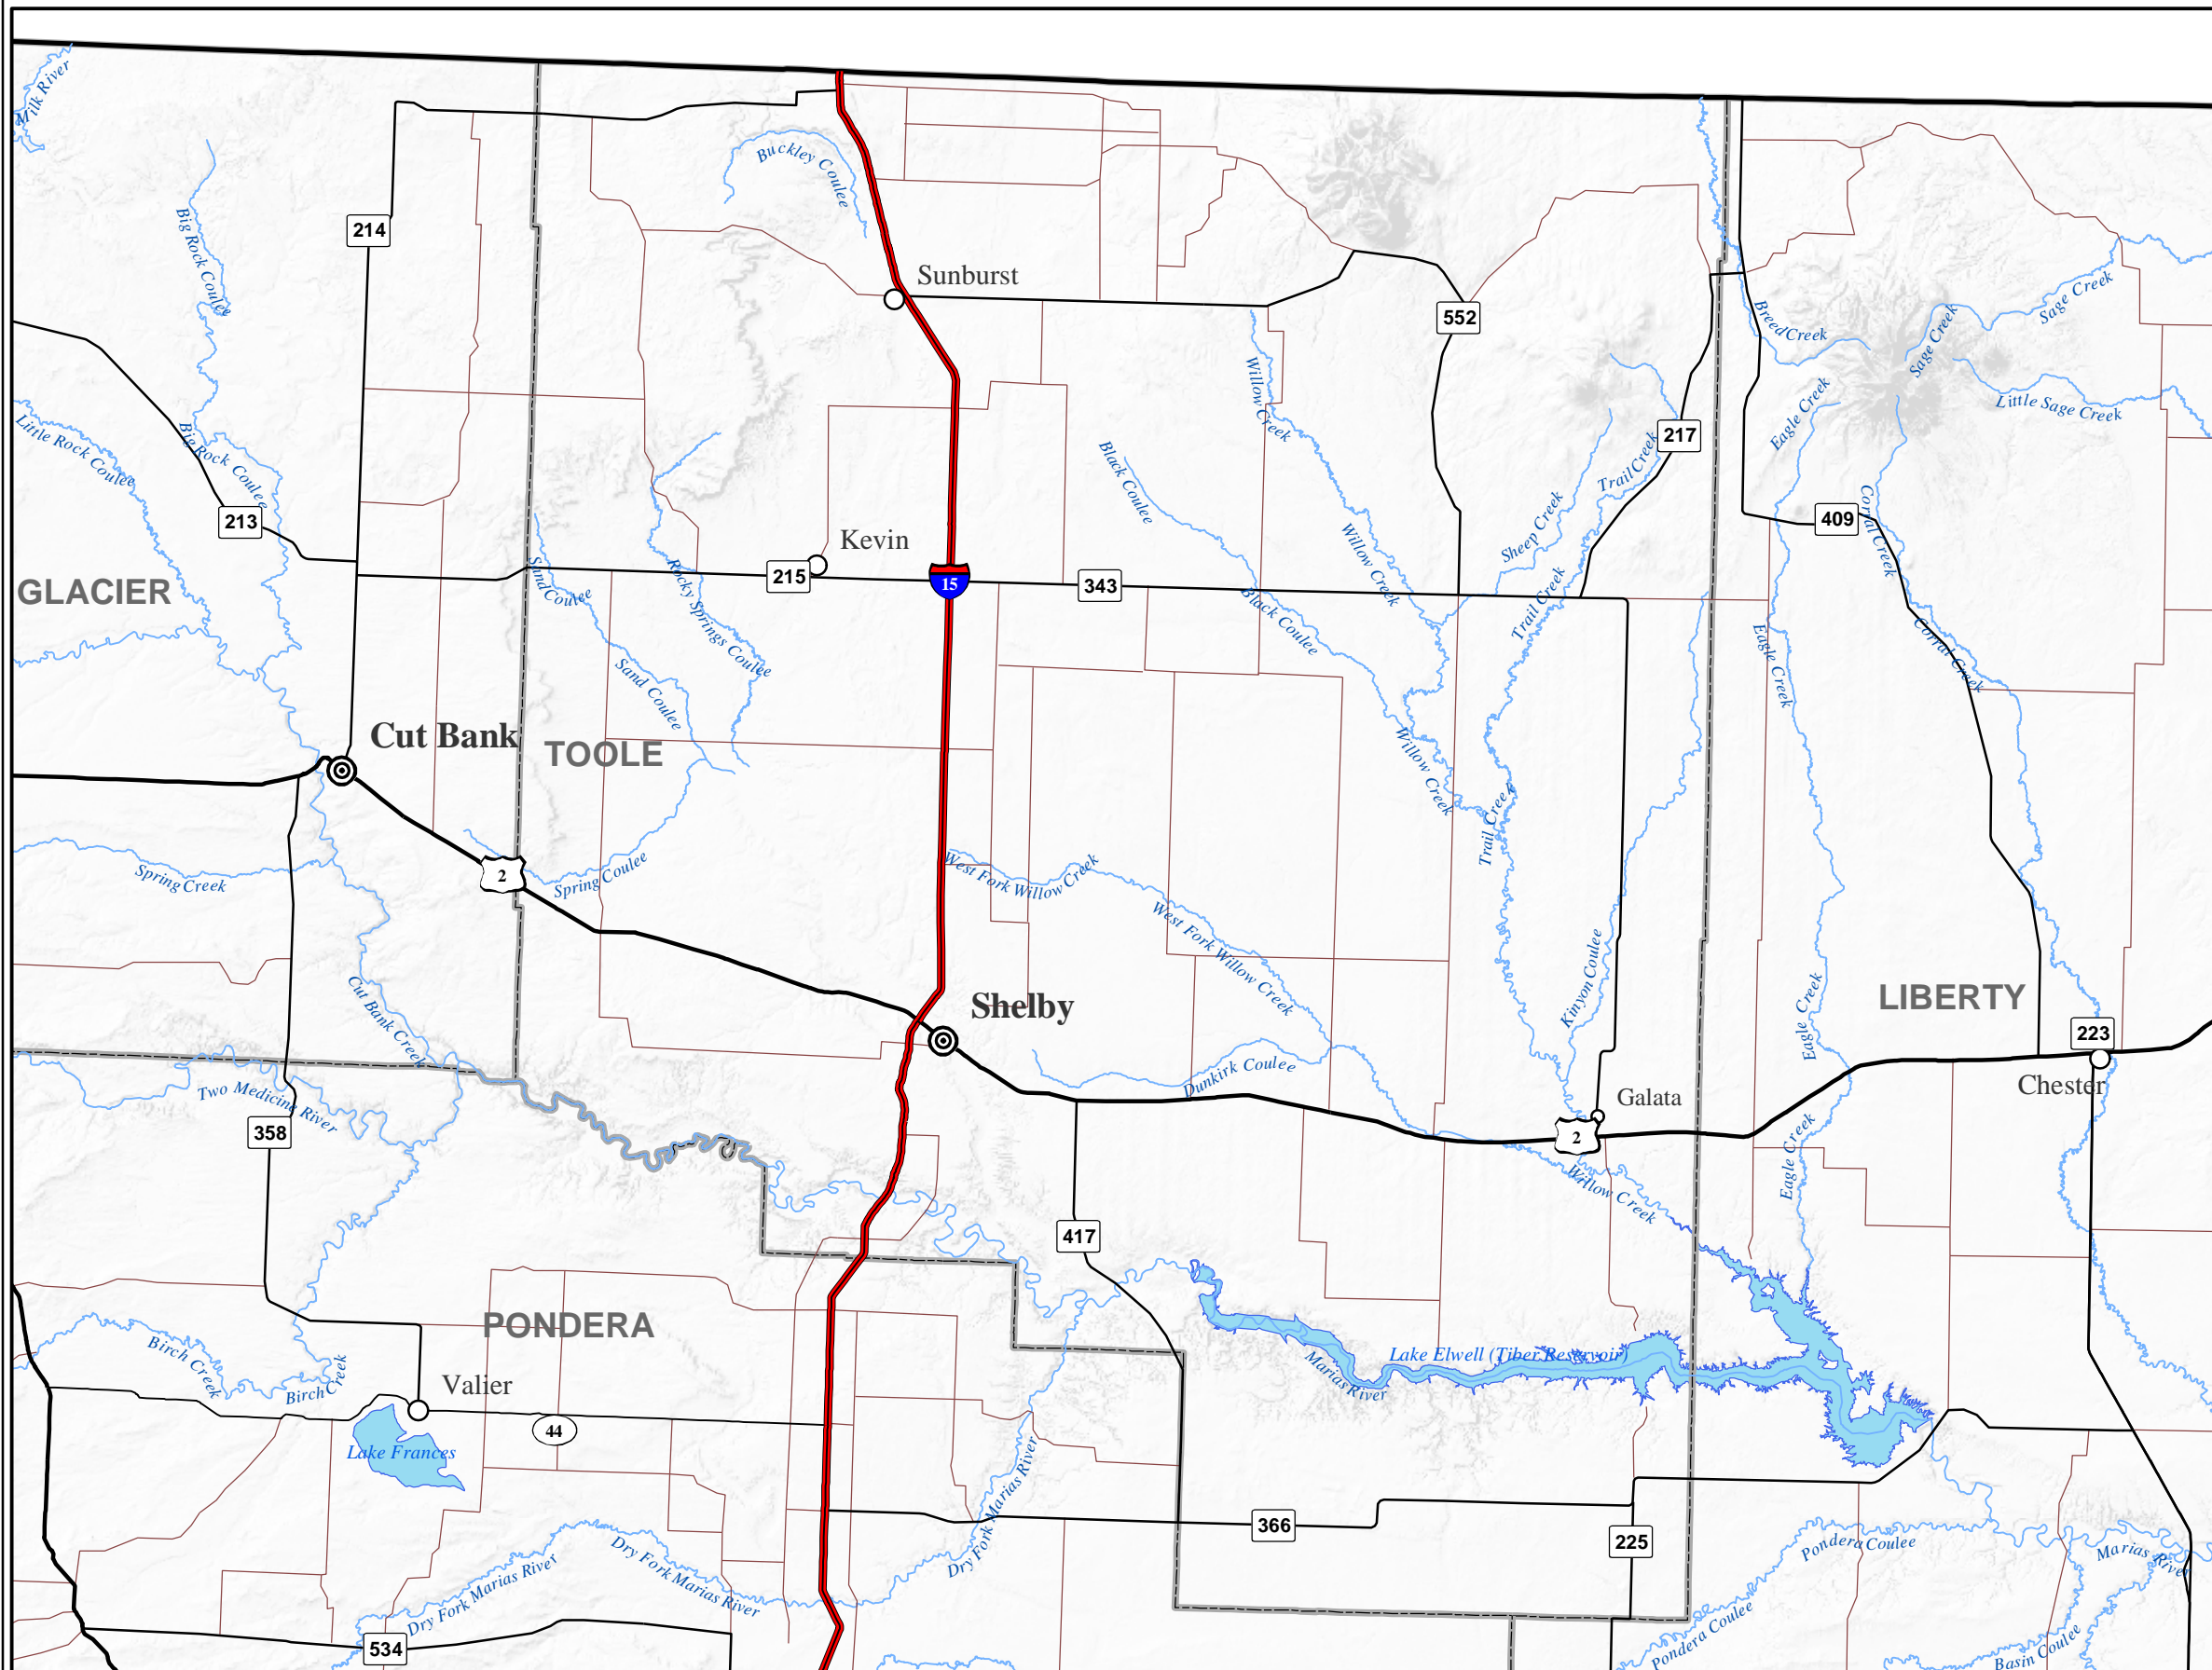 Milk River
Buckley Coulee
Big Rock Coulee
214
Sunburst
552
Sage Creek
Breed Creek
Sage Creek
Willow Creek
Eagle Creek
Little Sage Creek
Little Rock Coulee
Big Rock Coulee
217
Black Coulee
Trail Creek
213
Sheep Creek
409
Corral Creek
Kevin
Willow Creek
GLACIER
Sand Coulee
215
15
343
Rocky Springs Coulee
Black Coulee
Trail Creek
Eagle Creek
Corral Creek
Sand Coulee
Cut Bank
TOOLE
Willow Creek
Trail Creek
2
Spring Creek
Spring Coulee
West Fork Willow Creek
West Fork Willow Creek
Kinyon Coulee
LIBERTY
Cut Bank Creek
Shelby
Eagle Creek
223
Two Medicine River
Dunkirk Coulee
Galata
Chester
358
2
Eagle Creek
Willow Creek
417
PONDERA
Birch Creek
Birch Creek
Lake Elwell (Tiber Reservoir)
Marias River
Valier
44
Lake Frances
Dry Fork Marias River
366
225
Pondera Coulee
Marias River
Dry Fork Marias River
Dry Fork Marias River
534
Pondera Coulee
Basin Coulee